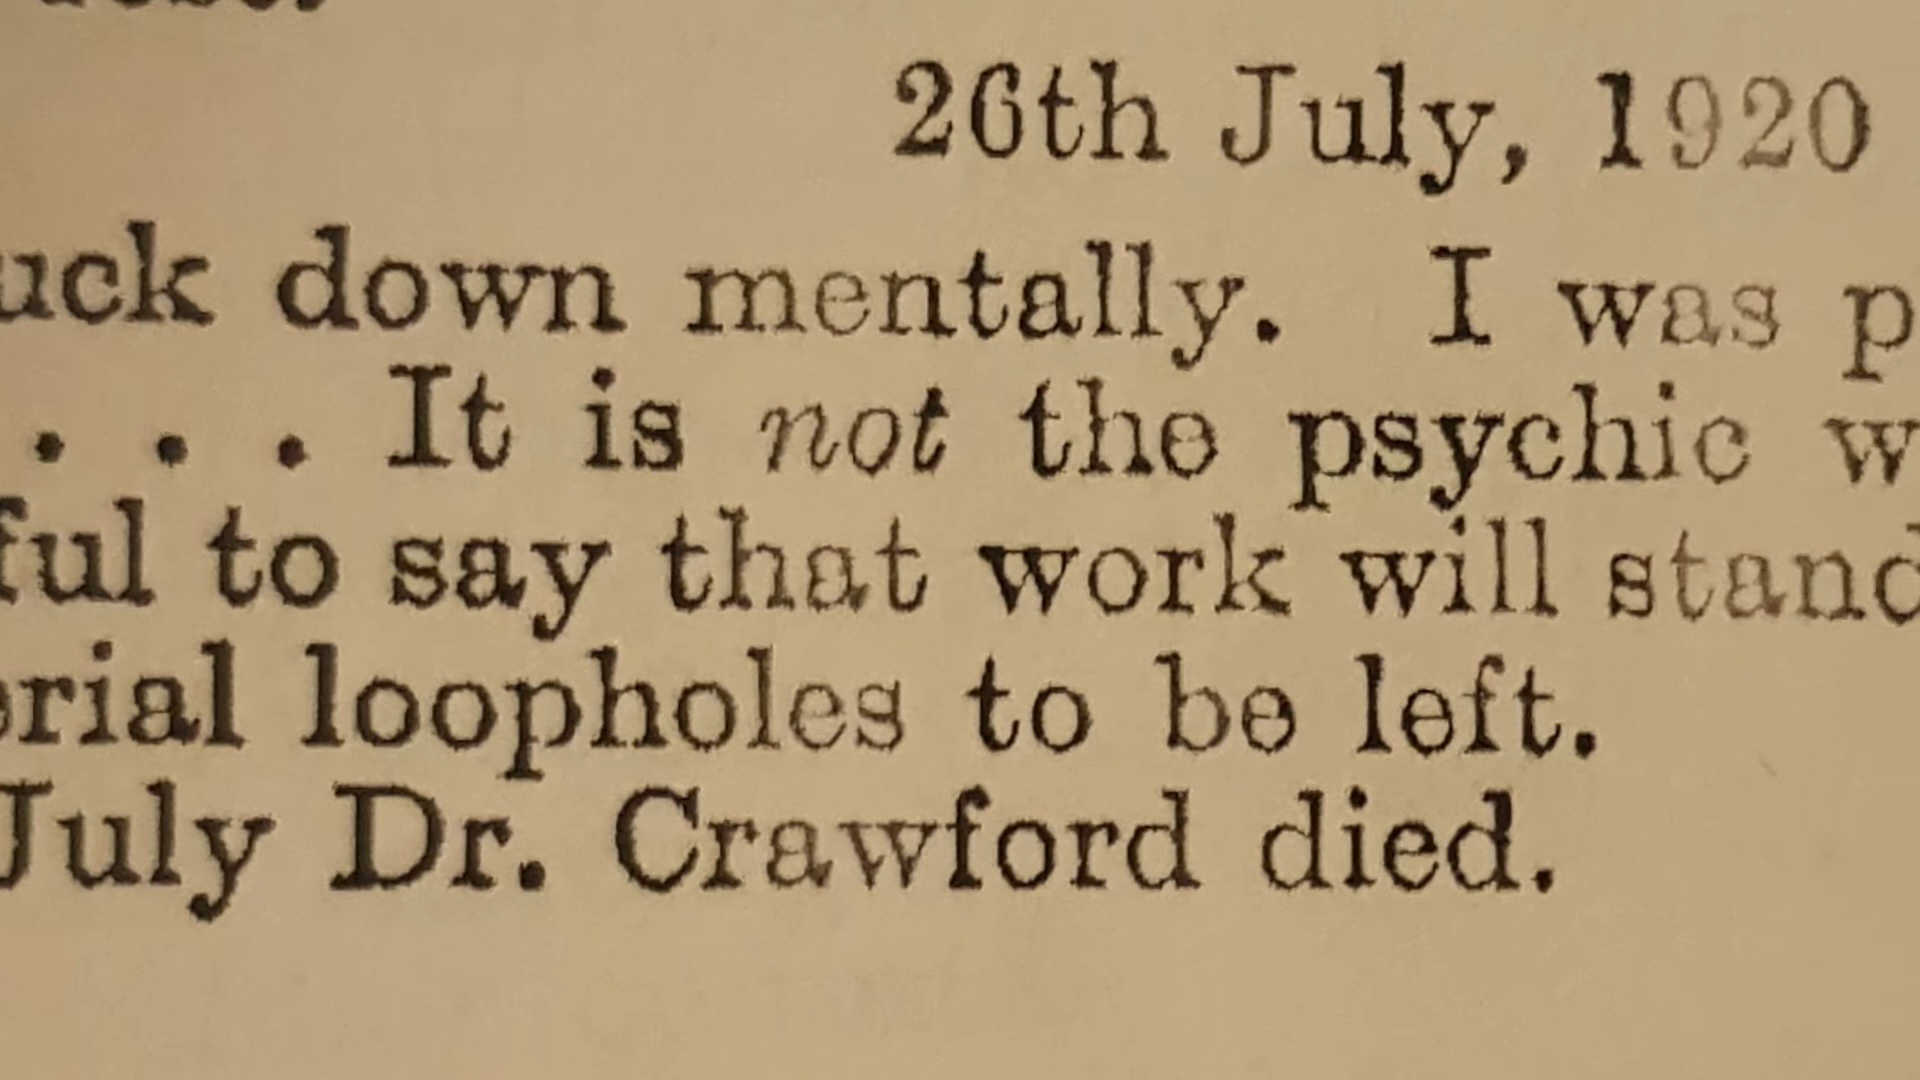 26th July, 1920
uck down mentally. I was p
. . . It is not the psychic w
ful to say that work will stand
erial loopholes to be left.
July Dr. Crawford died.